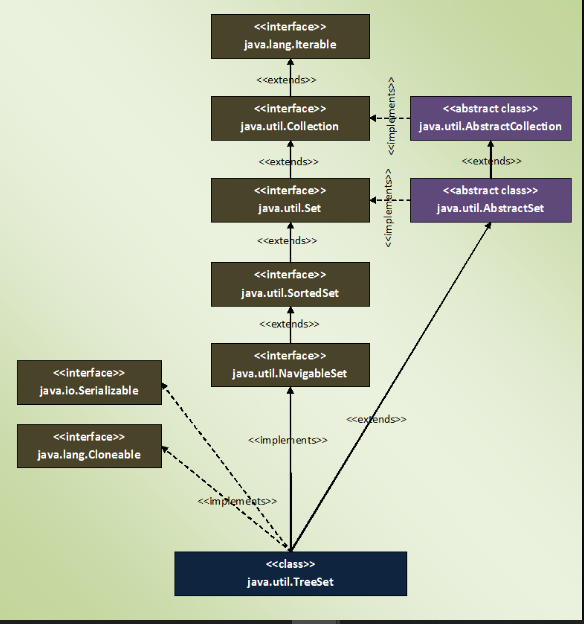 <<interface>>
java.lang.Iterable
<<extends>>
<<interface>>
java.util.Collection
<<implements>>
<<abstract class>>
java.util.AbstractCollection
<<extends>>
<<extends>>
<<interface>>
java.util.Set
<<implements>>
<<abstract class>>
java.util.AbstractSet
<<extends>>
<<interface>>
java.util.SortedSet
<<extends>>
<<interface>>
java.util.NavigableSet
<<interface>>
java.io.Serializable
<<extends>>
<<interface>>
java.lang.Cloneable
<<implements>>
<<implements>>
<<class>>
java.util.TreeSet